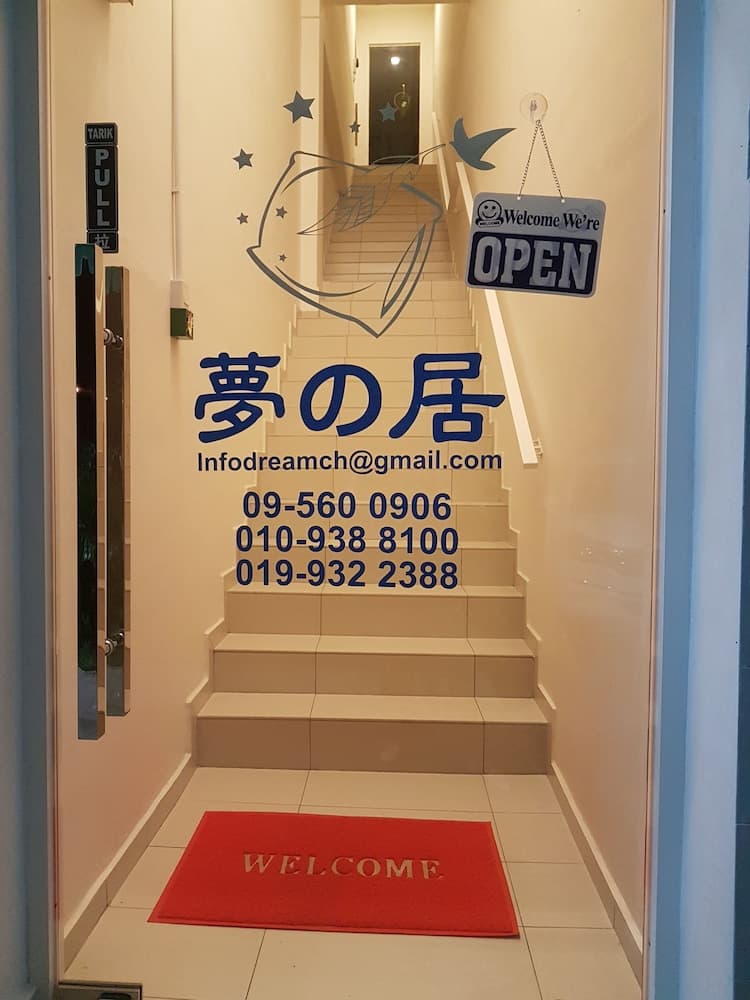 TARIK
PULL
拉
Welcome We're
OPEN
夢の居
Infodreamch@gmail.com
09-560 0906
010-938 8100
019-932 2388
WELCOME